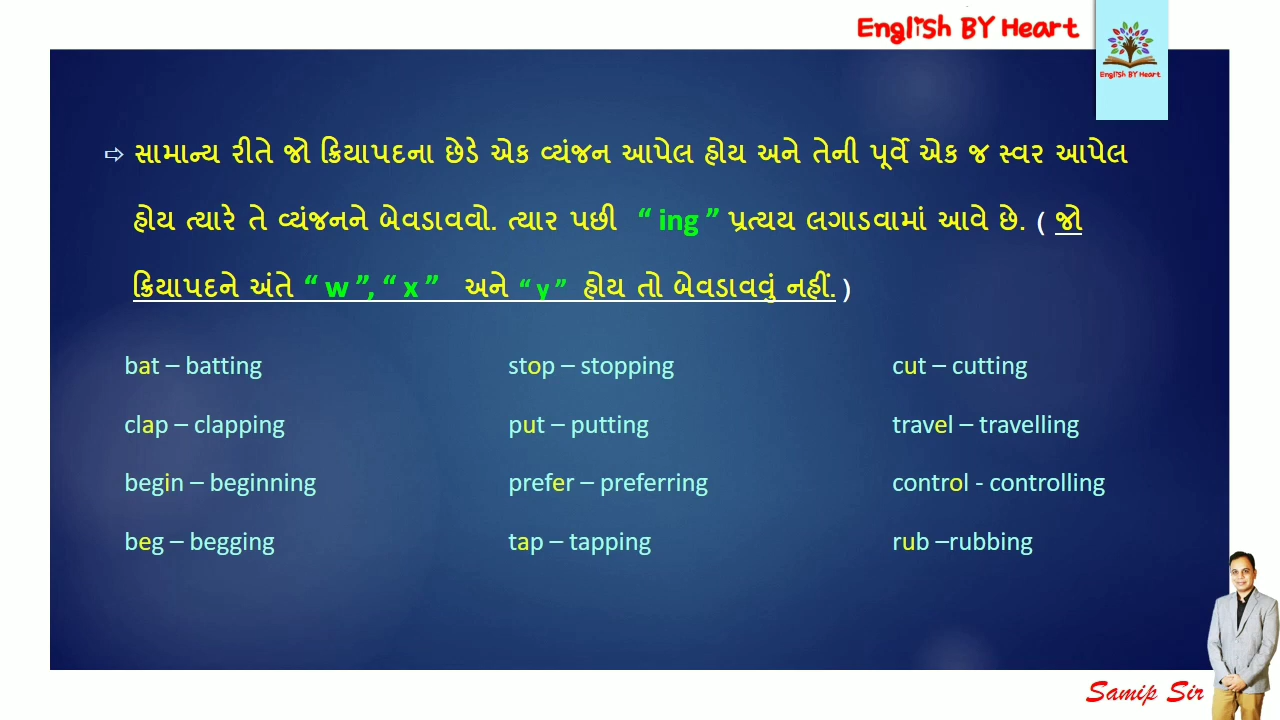 English BY Heart
English BY Heart
⇨ સામાન્ય રીતે જો ક્રિયાપદના છેડે એક વ્યંજન આપેલ હોય અને તેની પૂર્વે એક જ સ્વર આપેલ
હોય ત્યારે તે વ્યંજનને બેવડાવવો. ત્યાર પછી “ ing ” પ્રત્યય લગાડવામાં આવે છે. ( જો
ક્રિયાપદને અંતે “ w ”, “ x ” અને “ y ” હોય તો બેવડાવવું નહીં. )
bat – batting stop – stopping cut – cutting
clap – clapping put – putting travel – travelling
begin – beginning prefer – preferring control - controlling
beg – begging tap – tapping rub –rubbing
Samip Sir